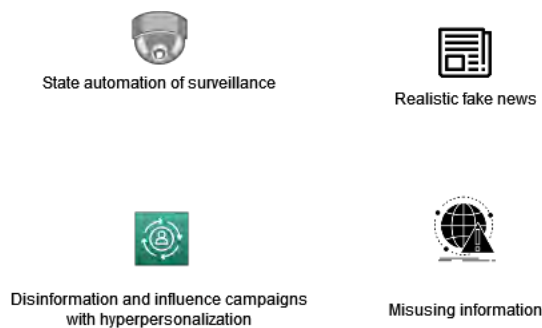 State automation of surveillance
Realistic fake news
Disinformation and influence campaigns
with hyperpersonalization
Misusing information